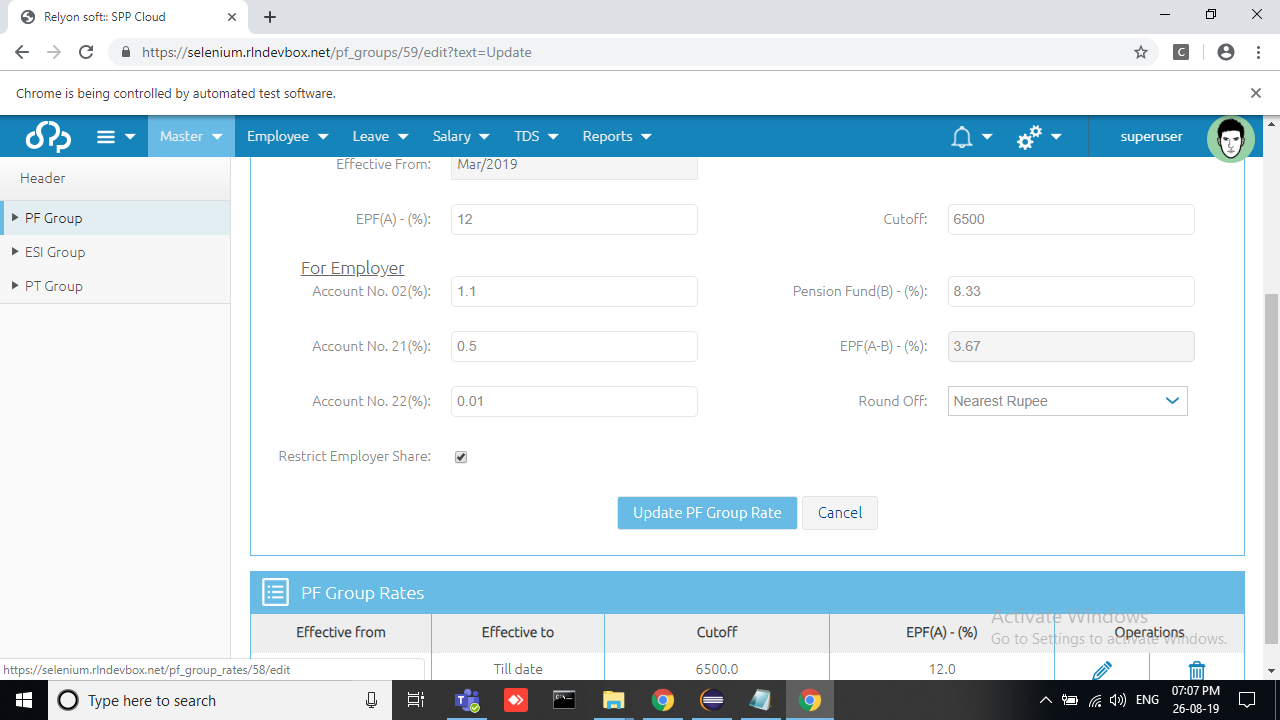 Relyon soft:: SPP Cloud
https://selenium.rlndevbox.net/pf_groups/59/edit?text=Update
C
Chrome is being controlled by automated test software.
Master Employee Leave Salary TDS Reports superuser
Header
PF Group
ESI Group
PT Group
Effective From: Mar/2019
EPF(A) - (%): 12 Cutoff: 6500
For Employer
Account No. 02(%): 1.1 Pension Fund(B) - (%): 8.33
Account No. 21(%): 0.5 EPF(A-B) - (%): 3.67
Account No. 22(%): 0.01 Round Off: Nearest Rupee
Restrict Employer Share:
Update PF Group Rate Cancel
PF Group Rates
Activate Windows
Effective from Effective to Cutoff EPF(A) - (%) Operations
Go to Settings to activate Windows.
Till date 6500.0 12.0
https://selenium.rlndevbox.net/pf_group_rates/58/edit
Type here to search
ENG 07:07 PM
26-08-19